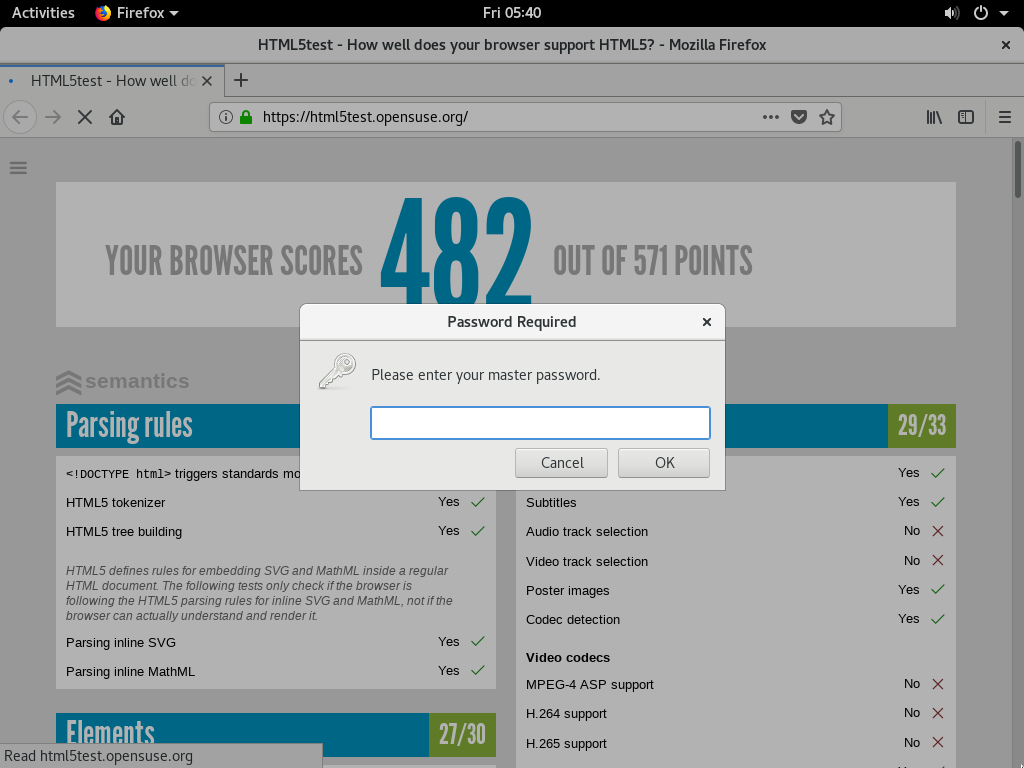 Activities Firefox Fri 05:40
HTML5test - How well does your browser support HTML5? - Mozilla Firefox
HTML5test - How well do
https://html5test.opensuse.org/
YOUR BROWSER SCORES 482 OUT OF 571 POINTS
Password Required
Please enter your master password.
Cancel OK
semantics
Parsing rules
<!DOCTYPE html> triggers standards mo
HTML5 tokenizer Yes
HTML5 tree building Yes
HTML5 defines rules for embedding SVG and MathML inside a regular
HTML document. The following tests only check if the browser is
following the HTML5 parsing rules for inline SVG and MathML, not if the
browser can actually understand and render it.
Parsing inline SVG Yes
Parsing inline MathML Yes
Elements 27/30
29/33
Yes
Subtitles Yes
Audio track selection No
Video track selection No
Poster images Yes
Codec detection Yes
Video codecs
MPEG-4 ASP support No
H.264 support No
H.265 support No
Read html5test.opensuse.org